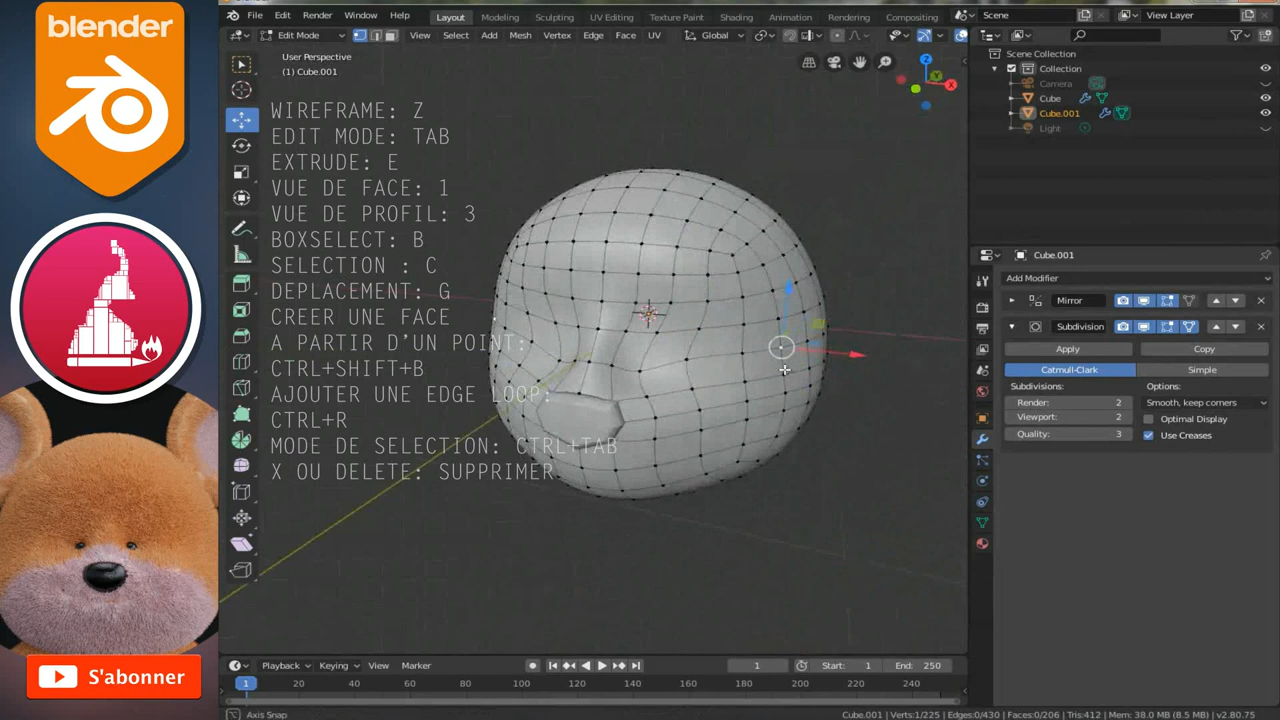 blender
File
Edit
Render
Window
Help
Layout
Modeling
Sculpting
UV Editing
Texture Paint
Shading
Animation
Rendering
Compositing
Scene
View Layer
Edit Mode
View
Select
Add
Mesh
Vertex
Edge
Face
UV
Global
User Perspective
(1) Cube.001
WIREFRAME: Z
EDIT MODE: TAB
EXTRUDE: E
VUE DE FACE: 1
VUE DE PROFIL: 3
BOXSELECT: B
SELECTION : C
DEPLACEMENT: G
CREER UNE FACE
A PARTIR D'UN POINT:
CTRL+SHIFT+B
AJOUTER UNE EDGE LOOP:
CTRL+R
MODE DE SELECTION: CTRL+TAB
X OU DELETE: SUPPRIMER
Z
Y
X
Scene Collection
Collection
Camera
Cube
Cube.001
Light
Cube.001
Add Modifier
Mirror
Subdivision
Apply
Copy
Catmull-Clark
Simple
Subdivisions:
Options:
Render: 2
Smooth, keep corners
Viewport: 2
Optimal Display
Quality: 3
Use Creases
S'abonner
Playback
Keying
View
Marker
1
Start: 1
End: 250
1
20
40
60
80
100
120
140
160
180
200
220
240
Axis Snap
Cube.001 | Verts:1/225 | Edges:0/430 | Faces:0/206 | Tris:412 | Mem: 38.0 MB (8.5 MB) | v2.80.75